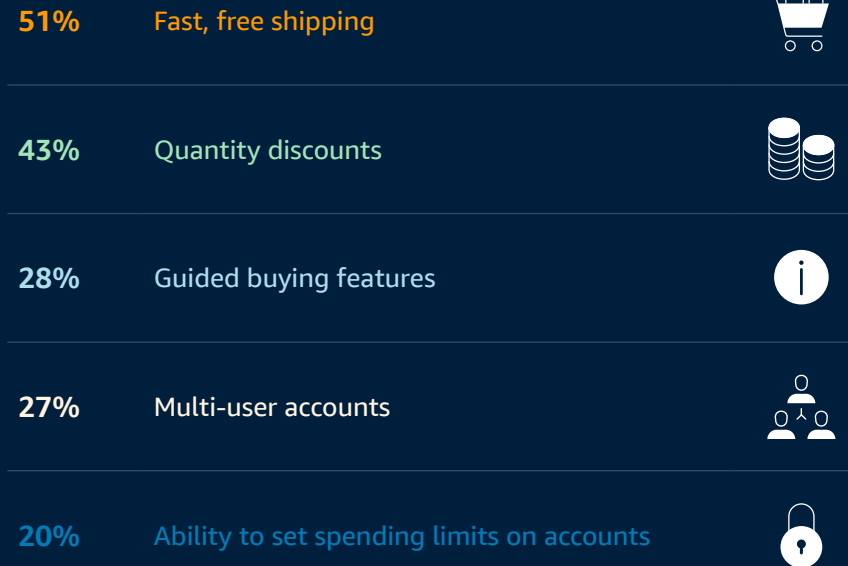 51% Fast, free shipping
43% Quantity discounts
28% Guided buying features
27% Multi-user accounts
20% Ability to set spending limits on accounts